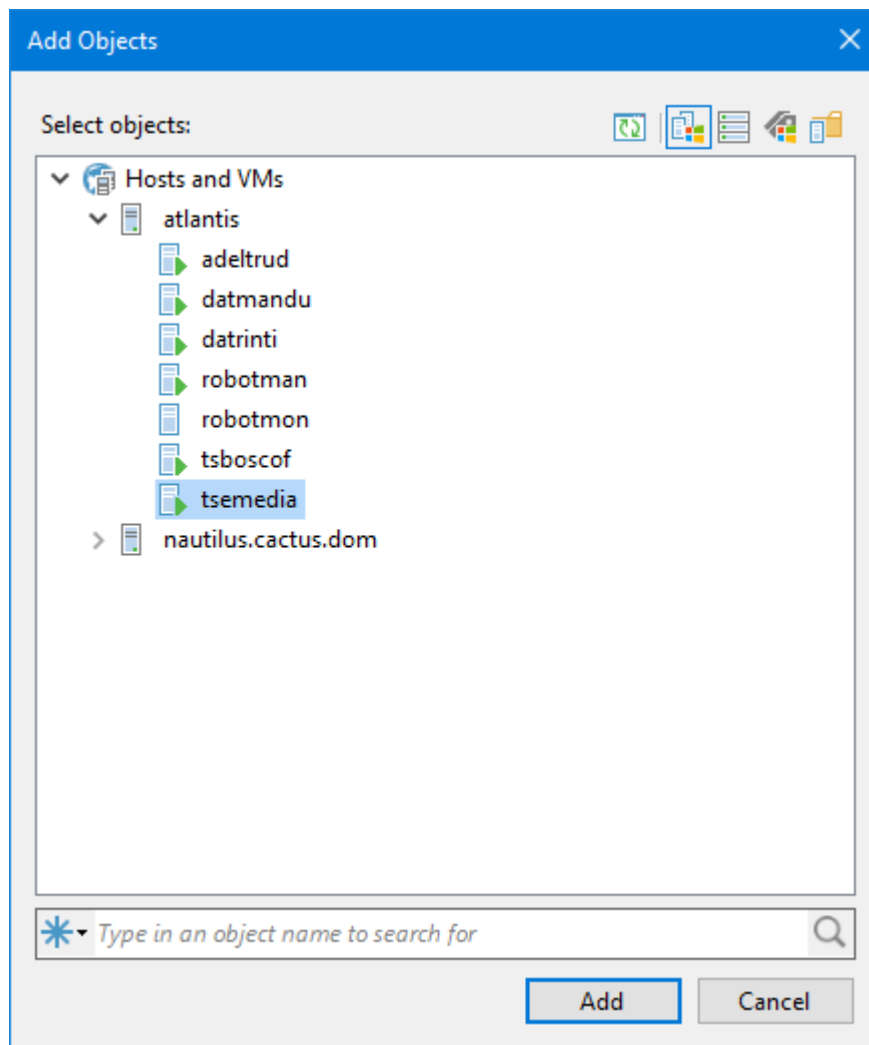 Add Objects
Select objects:
Hosts and VMs
atlantis
adeltrud
datmandu
datrinti
robotman
robotmon
tsboscof
tsemedia
nautilus.cactus.dom
Type in an object name to search for
Add Cancel